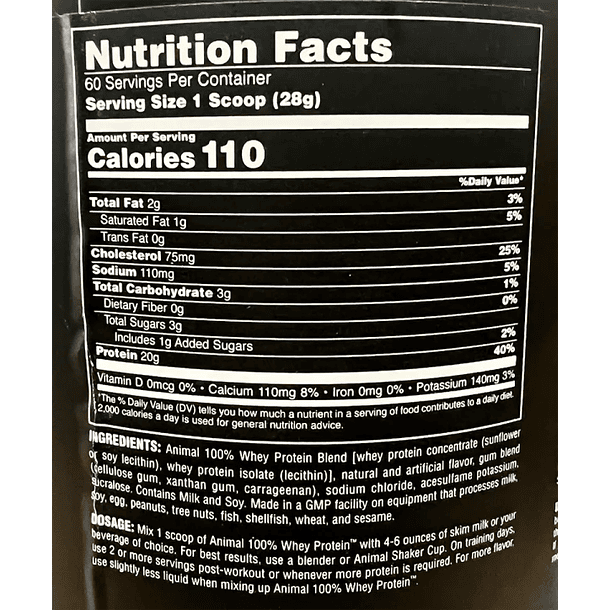 Nutrition Facts
60 Servings Per Container
Serving Size 1 Scoop (28g)
Amount Per Serving
Calories 110
%Daily Value*
Total Fat 2g 3%
Saturated Fat 1g 5%
Trans Fat 0g
Cholesterol 75mg 25%
Sodium 110mg 5%
Total Carbohydrate 3g 1%
Dietary Fiber 0g 0%
Total Sugars 3g
Includes 1g Added Sugars 2%
Protein 20g 40%
Vitamin D 0mcg 0% • Calcium 110mg 8% • Iron 0mg 0% • Potassium 140mg 3%
*The % Daily Value (DV) tells you how much a nutrient in a serving of food contributes to a daily diet.
2,000 calories a day is used for general nutrition advice.
INGREDIENTS: Animal 100% Whey Protein Blend [whey protein concentrate (sunflower
or soy lecithin), whey protein isolate (lecithin)], natural and artificial flavor, gum blend
(cellulose gum, xanthan gum, carrageenan), sodium chloride, acesulfame potassium,
sucralose. Contains Milk and Soy. Made in a GMP facility on equipment that processes milk,
soy, egg, peanuts, tree nuts, fish, shellfish, wheat, and sesame.
DOSAGE: Mix 1 scoop of Animal 100% Whey Protein™ with 4-6 ounces of skim milk or your
beverage of choice. For best results, use a blender or Animal Shaker Cup. On training days,
use 2 or more servings post-workout or whenever more protein is required. For more flavor,
use slightly less liquid when mixing up Animal 100% Whey Protein™.